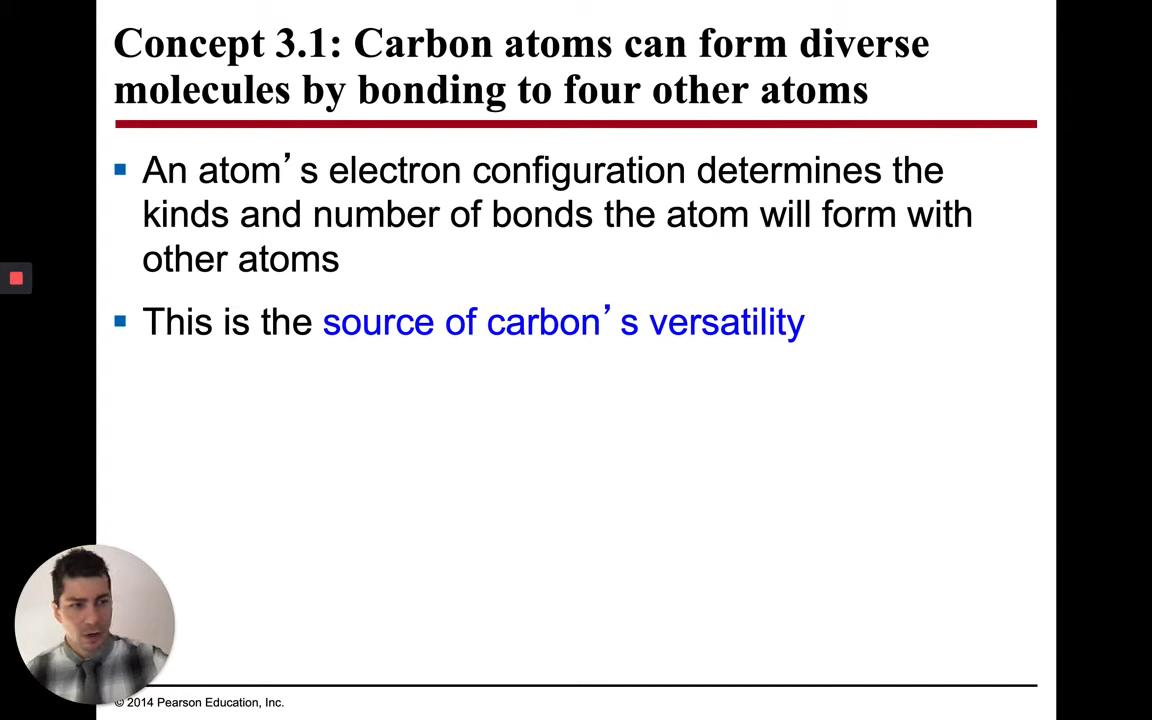 Concept 3.1: Carbon atoms can form diverse
molecules by bonding to four other atoms
An atom’s electron configuration determines the
kinds and number of bonds the atom will form with
other atoms
This is the source of carbon’s versatility
© 2014 Pearson Education, Inc.